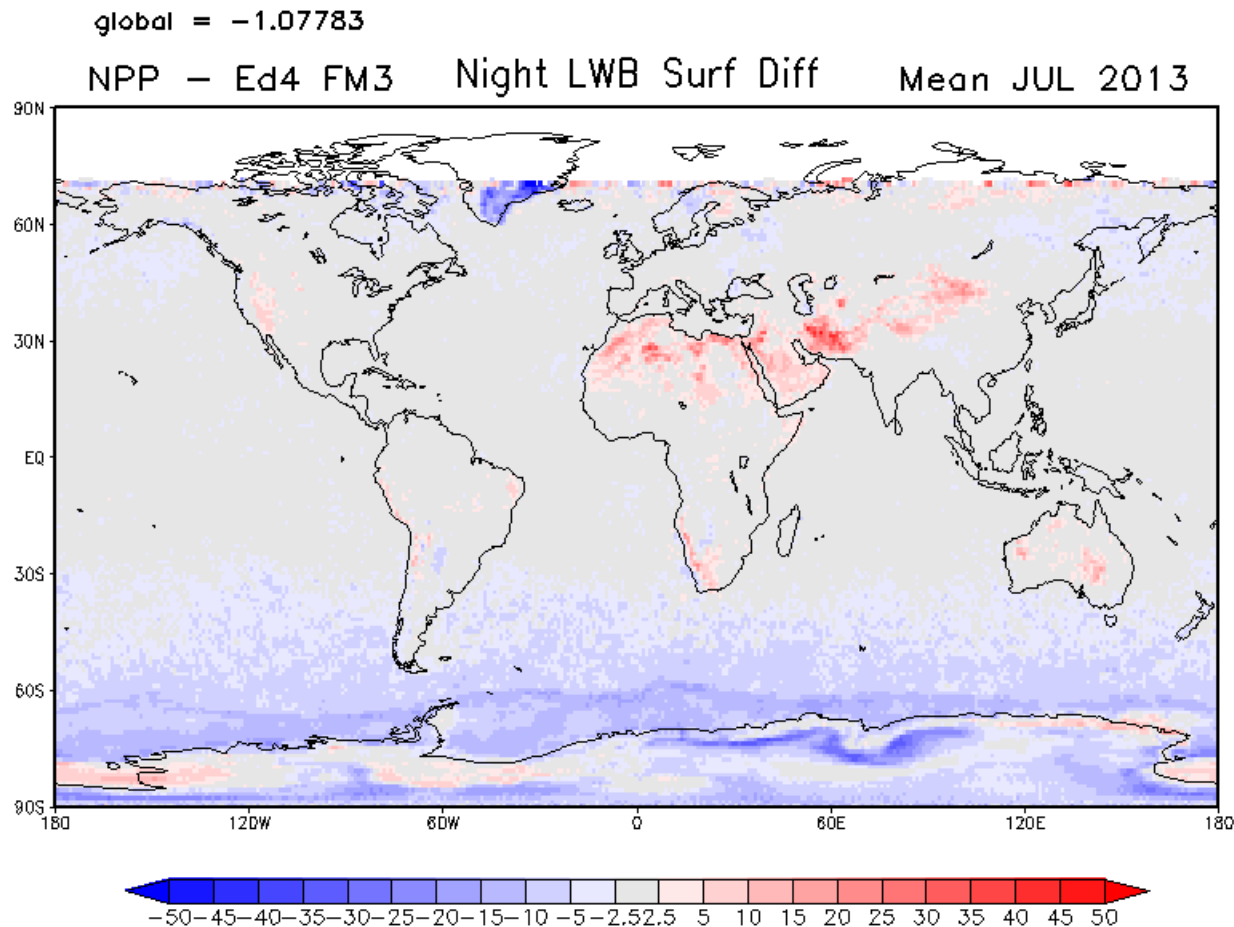 global = -1.07783
NPP - Ed4 FM3 Night LWB Surf Diff Mean JUL 2013
90N
60N
30N
EQ
30S
60S
90S
180 120W 60W 0 60E 120E 180
-50 -45 -40 -35 -30 -25 -20 -15 -10 -5 -2.5 2.5 5 10 15 20 25 30 35 40 45 50